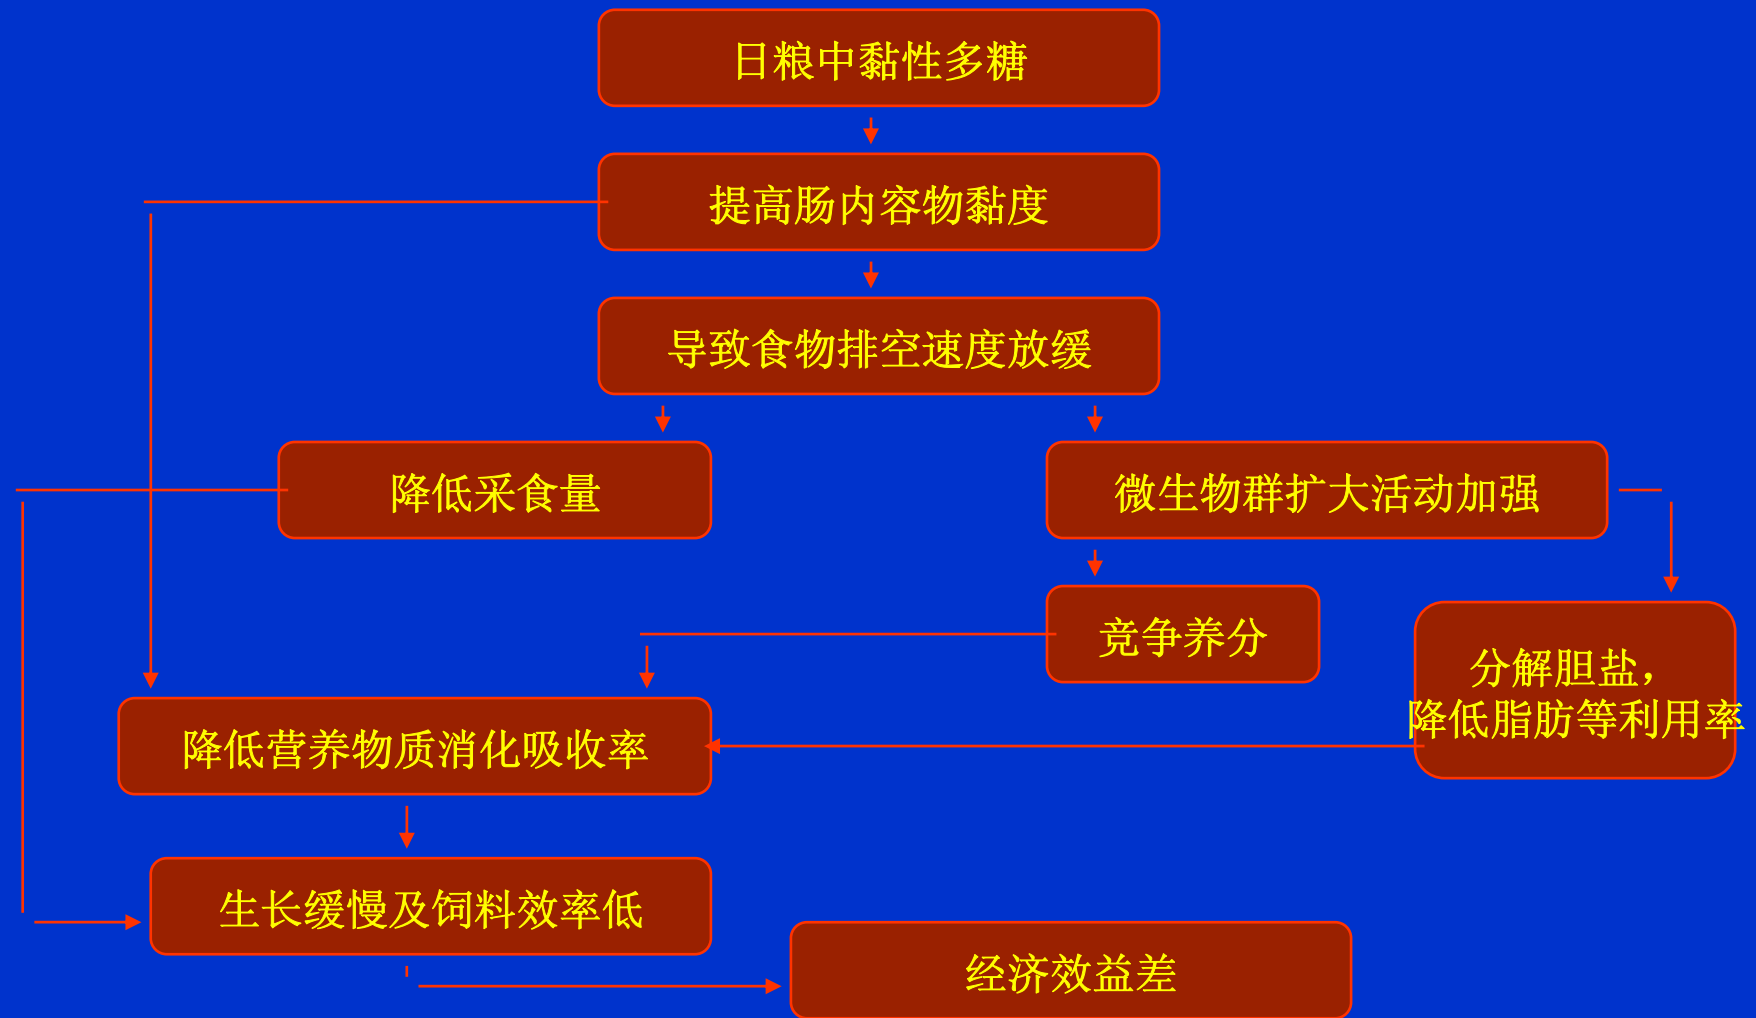 日粮中黏性多糖
提高肠内容物黏度
导致食物排空速度放缓
降低采食量
微生物群扩大活动加强
竞争养分
分解胆盐，
降低脂肪等利用率
降低营养物质消化吸收率
生长缓慢及饲料效率低
经济效益差